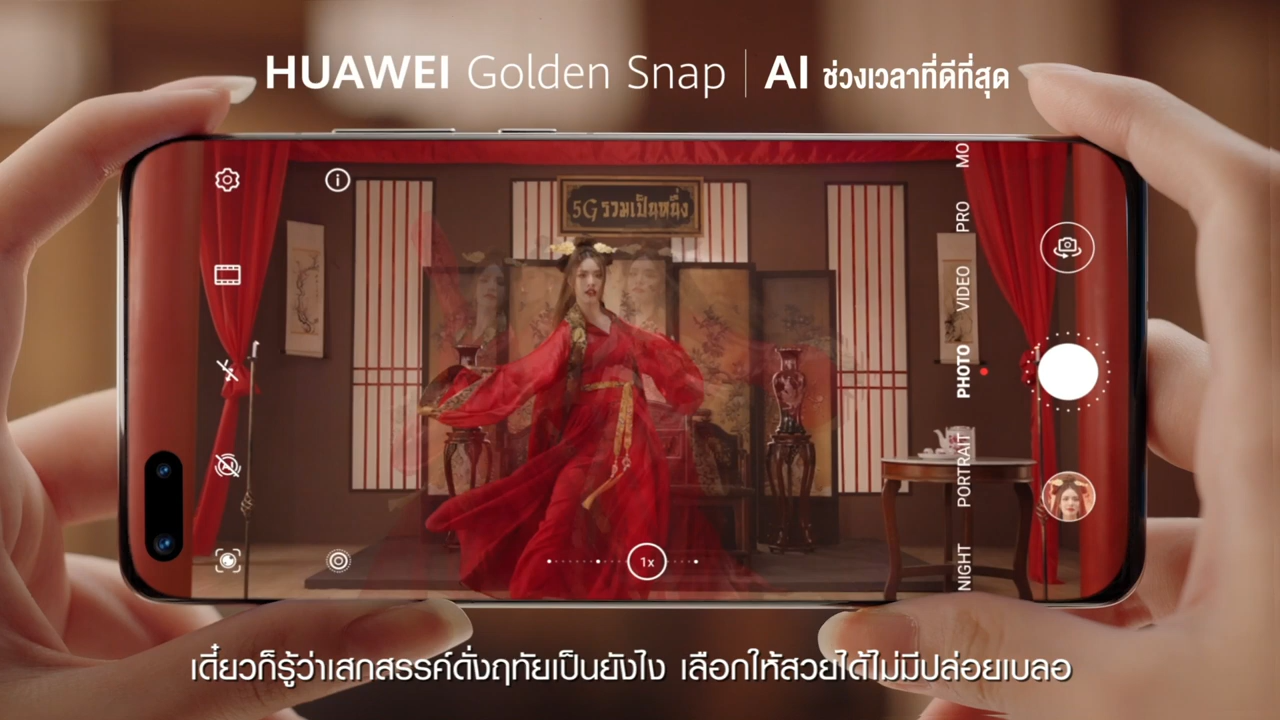 HUAWEI Golden Snap | AI ช่วงเวลาที่ดีที่สุด
5G รวมเป็นหนึ่ง
MO
PRO
VIDEO
PHOTO
PORTRAIT
NIGHT
1x
เดี๋ยวก็รู้ว่าเสกสรรค์ดั่งฤทัยเป็นยังไง เลือกให้สวยได้ไม่มีปล่อยเบลอ